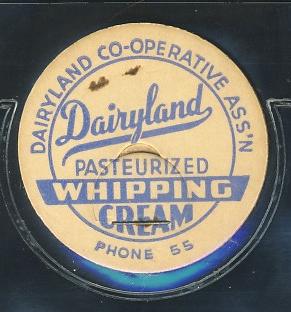 DAIRYLAND CO-OPERATIVE ASS'N
Dairyland
PASTEURIZED
WHIPPING
CREAM
PHONE 55